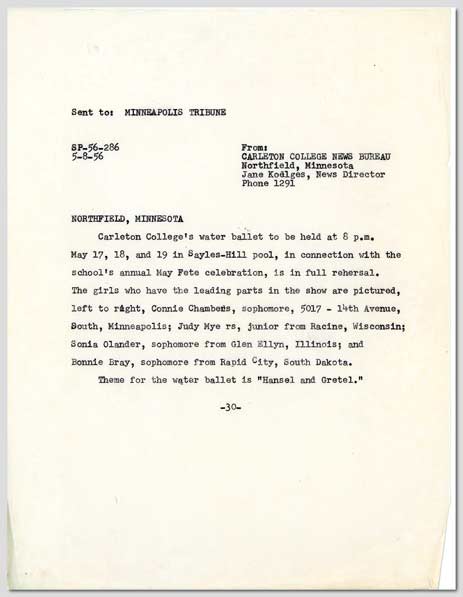 Sent to: MINNEAPOLIS TRIBUNE
SP-56-286
5-8-56
From:
CARLETON COLLEGE NEWS BUREAU
Northfield, Minnesota
Jane Koelges, News Director
Phone 1291
NORTHFIELD, MINNESOTA
Carleton College's water ballet to be held at 8 p.m.
May 17, 18, and 19 in Sayles-Hill pool, in connection with the
school's annual May Fete celebration, is in full rehersal.
The girls who have the leading parts in the show are pictured,
left to right, Connie Chambers, sophomore, 5017 - 14th Avenue,
South, Minneapolis; Judy Mye rs, junior from Racine, Wisconsin;
Sonia Olander, sophomore from Glen Ellyn, Illinois; and
Bonnie Bray, sophomore from Rapid City, South Dakota.
Theme for the water ballet is "Hansel and Gretel."
-30-